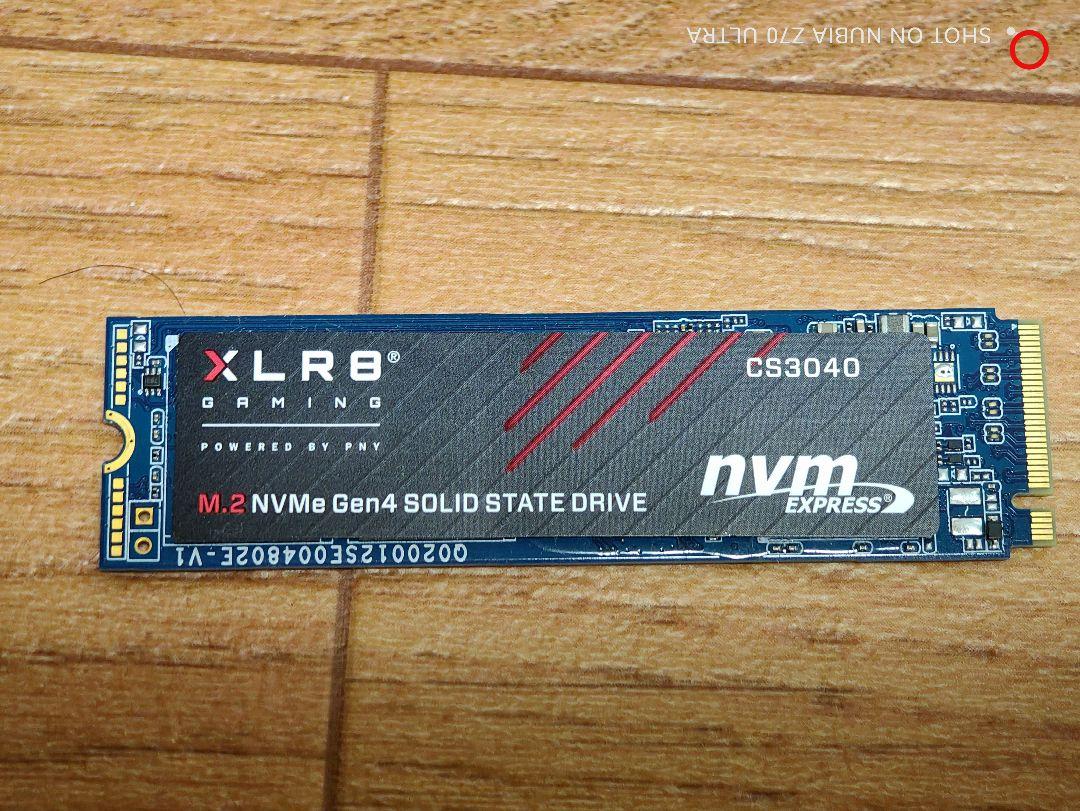 SHOT ON NUBIA Z70 ULTRA
XLR8®
GAMING
POWERED BY PNY
CS3040
nvm
EXPRESS®
M.2 NVMe Gen4 SOLID STATE DRIVE
Q020012SE004802E-V1